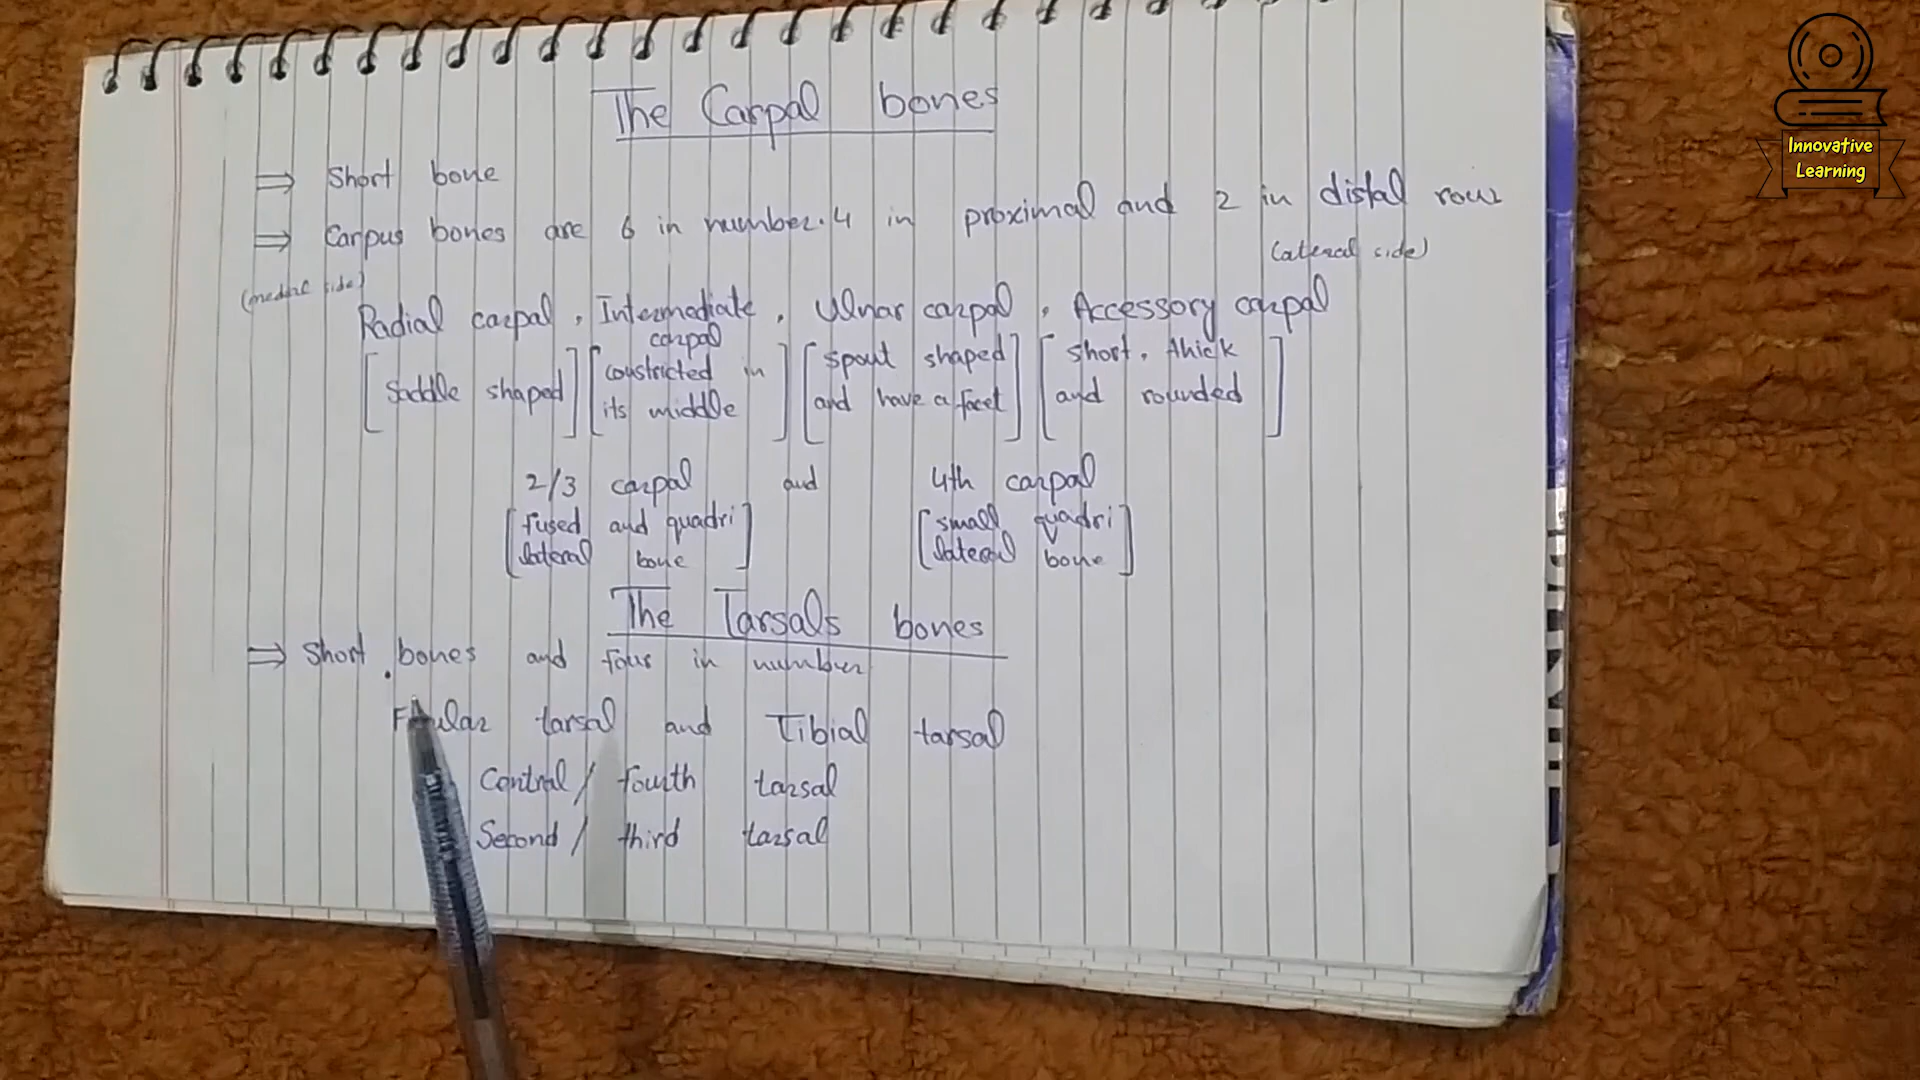 The Carpal bones
⇒ Short bone
⇒ Carpus bones are 6 in number. 4 in proximal and 2 in distal row
(medial side)
(lateral side)
Radial carpal, Intermediate carpal, Ulnar carpal, Accessory carpal
[Saddle shaped] [constricted in its middle] [spout shaped and have a facet] [short, thick and rounded]
2/3 carpal and 4th carpal
[fused and quadri lateral bone] [small quadri lateral bone]
The Tarsals bones
⇒ Short bones and four in number
tarsal and Tibial tarsal
Central / fourth tarsal
Second / third tarsal
Innovative
Learning